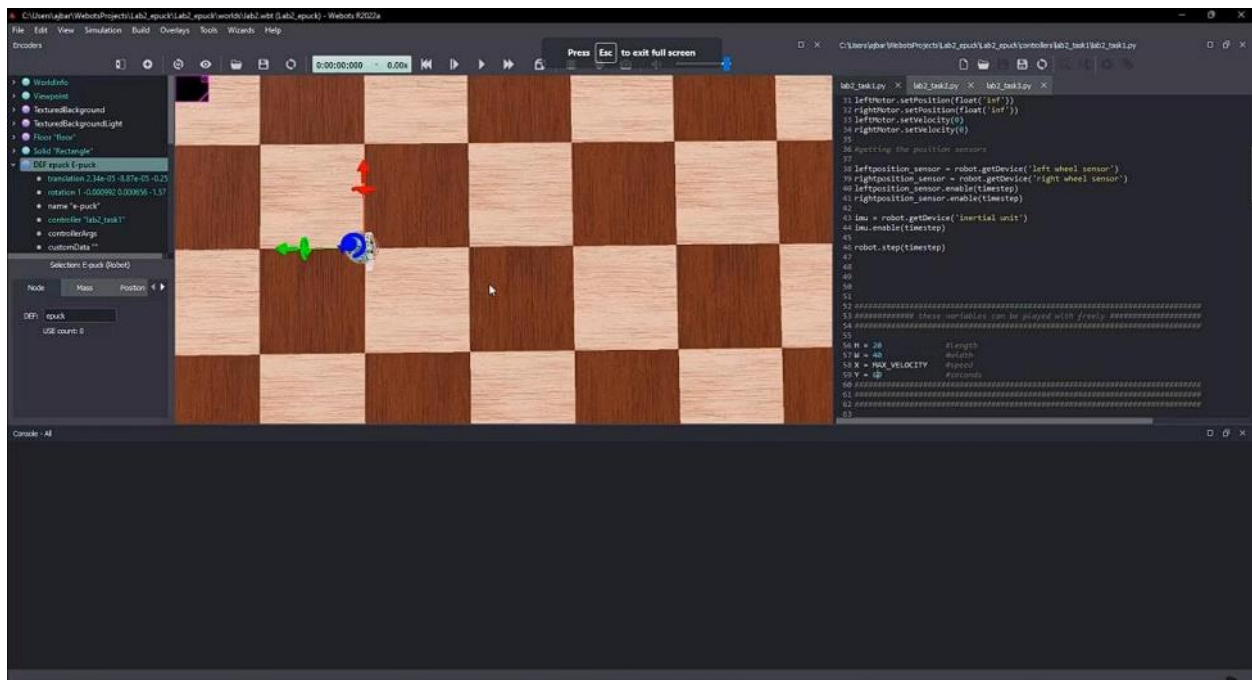 C:\Users\ajbar\WebotsProjects\Lab2_epuck\Lab2_epuck\worlds\lab2.wbt (Lab2_epuck) - Webots R2022a
File Edit View Simulation Build Overlays Tools Wizards Help
Encoders
Press Esc to exit full screen
C:\Users\ajbar\WebotsProjects\Lab2_epuck\Lab2_epuck\controllers\lab2_task1\lab2_task1.py
0:00:00:000 - 0.00x
WorldInfo
Viewpoint
TexturedBackground
TexturedBackgroundLight
Floor "floor"
Solid "Rectangle"
DEF epuck E-puck
translation 2.34e-05 -8.87e-05 -0.25
rotation 1 -0.000992 0.000656 -1.57
name "e-puck"
controller "lab2_task1"
controllerArgs
customData ""
Selection: E-puck (Robot)
Node Mass Position
DEF: epuck
USE count: 0
lab2_task1.py lab2_task2.py lab2_task3.py
31 leftMotor.setPosition(float('inf'))
32 rightMotor.setPosition(float('inf'))
33 leftMotor.setVelocity(0)
34 rightMotor.setVelocity(0)
35
36 #getting the position sensors
37
38 leftposition_sensor = robot.getDevice('left wheel sensor')
39 rightposition_sensor = robot.getDevice('right wheel sensor')
40 leftposition_sensor.enable(timestep)
41 rightposition_sensor.enable(timestep)
42
43 imu = robot.getDevice('inertial unit')
44 imu.enable(timestep)
45
46 robot.step(timestep)
47
48
49
50
51
52
53 these variables can be played with freely
54
55
56 H = 20 #Length
57 W = 40 #width
58 X = MAX_VELOCITY #speed
59 Y = #seconds
60
61
62
63
Console - All